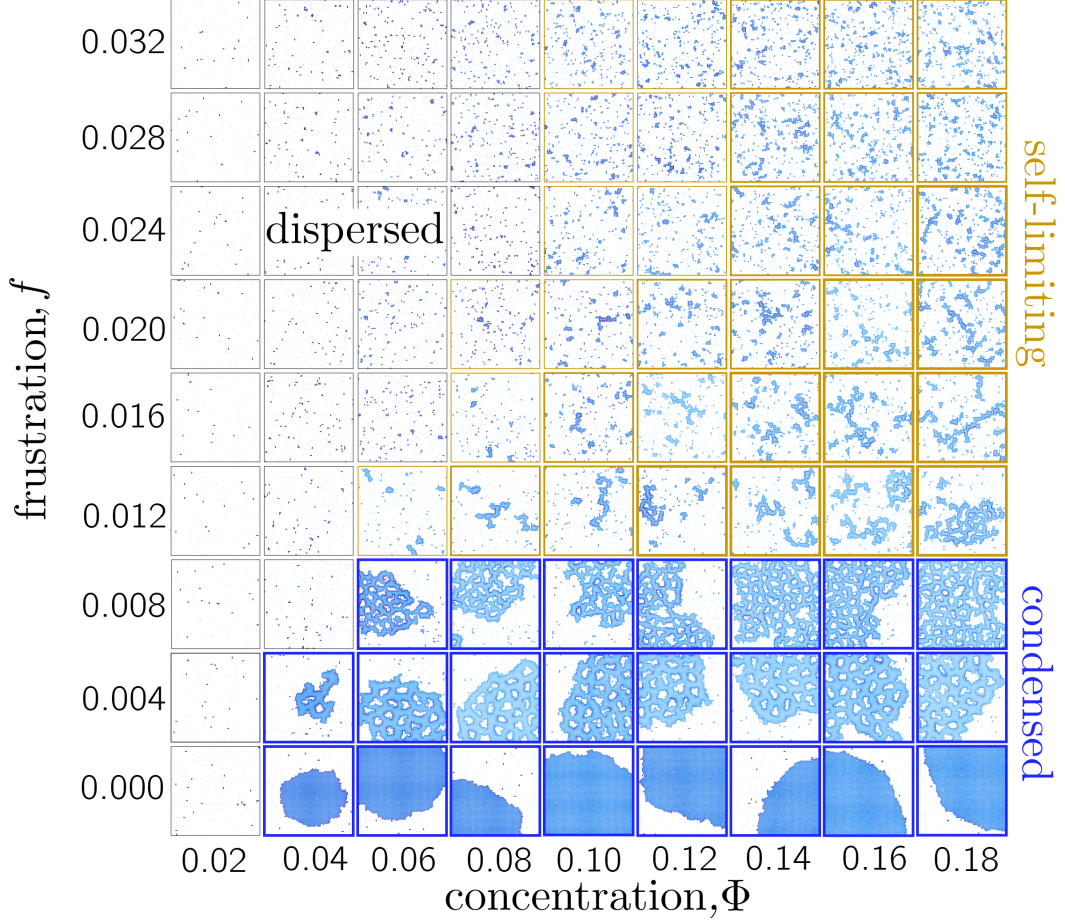 0.032
0.028
0.024
0.020
0.016
0.012
0.008
0.004
0.000
frustration, f
dispersed
self-limiting
condensed
0.02 0.04 0.06 0.08 0.10 0.12 0.14 0.16 0.18
concentration, Φ